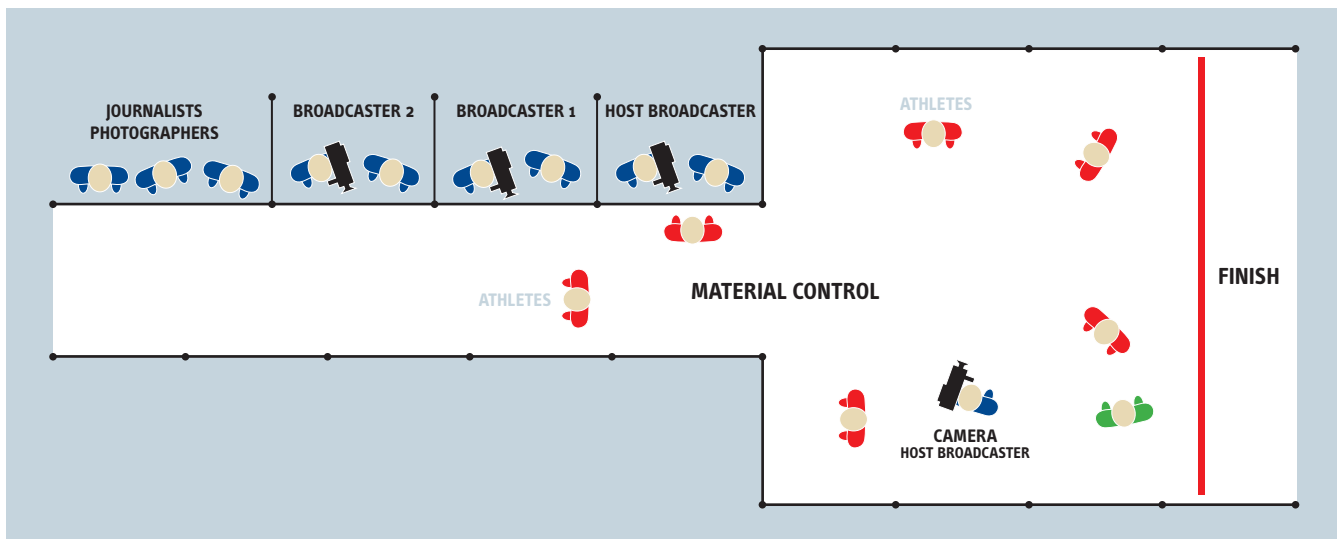 JOURNALISTS
PHOTOGRAPHERS
BROADCASTER 2
BROADCASTER 1
HOST BROADCASTER
ATHLETES
ATHLETES
MATERIAL CONTROL
FINISH
CAMERA
HOST BROADCASTER